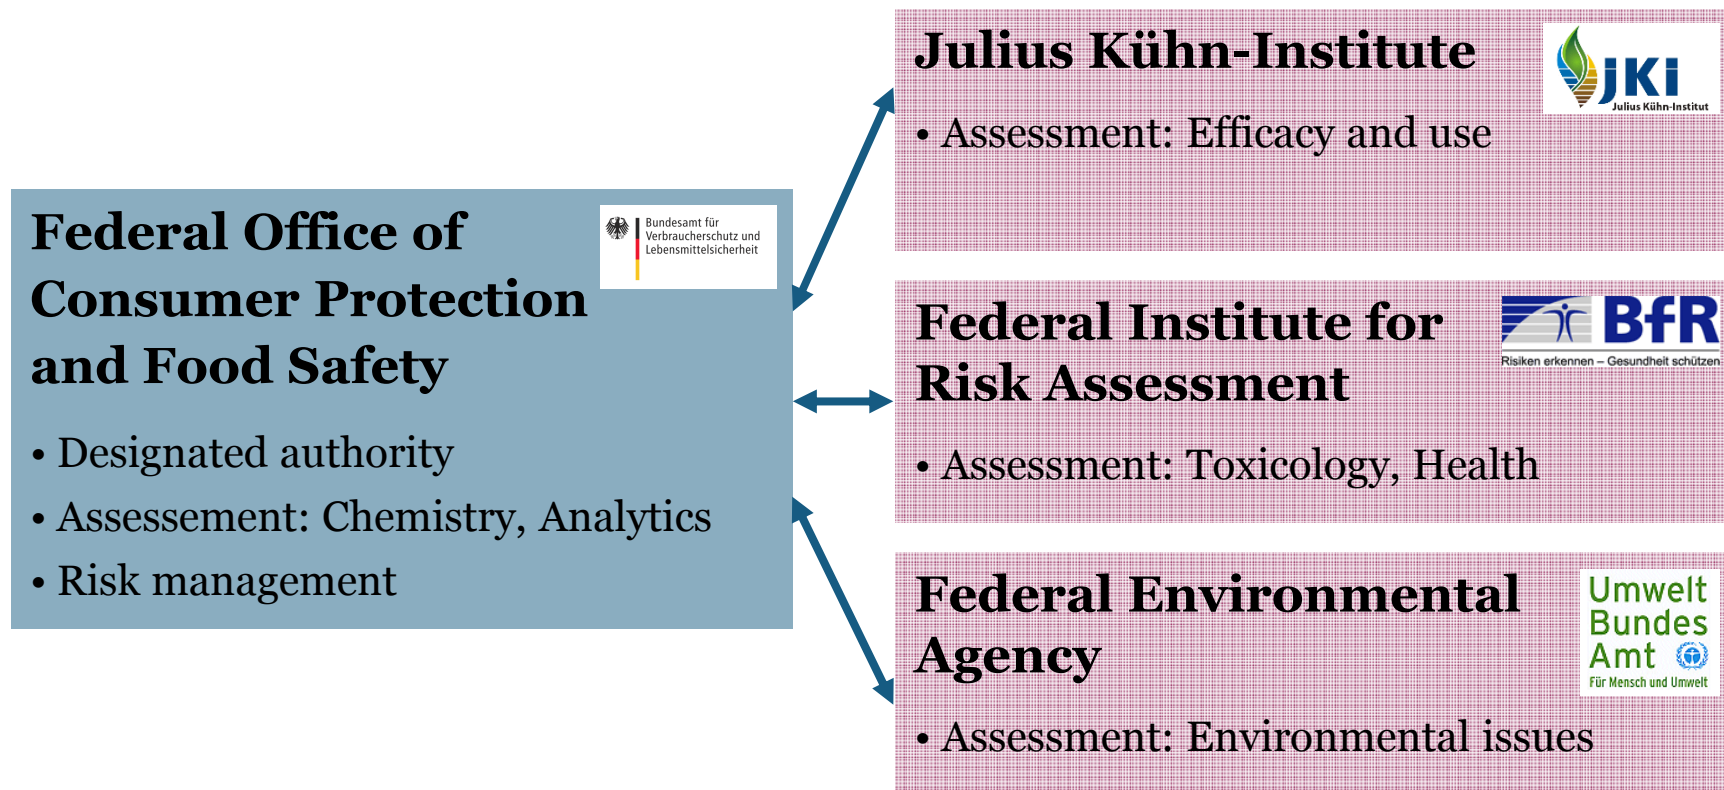 Federal Office of
Consumer Protection
and Food Safety
Bundesamt für
Verbraucherschutz und
Lebensmittelsicherheit
• Designated authority
• Assessement: Chemistry, Analytics
• Risk management
Julius Kühn-Institute
JKI
Julius Kühn-Institut
• Assessment: Efficacy and use
Federal Institute for
Risk Assessment
BfR
Risiken erkennen – Gesundheit schützen
• Assessment: Toxicology, Health
Federal Environmental
Agency
Umwelt
Bundes
Amt
Für Mensch und Umwelt
• Assessment: Environmental issues